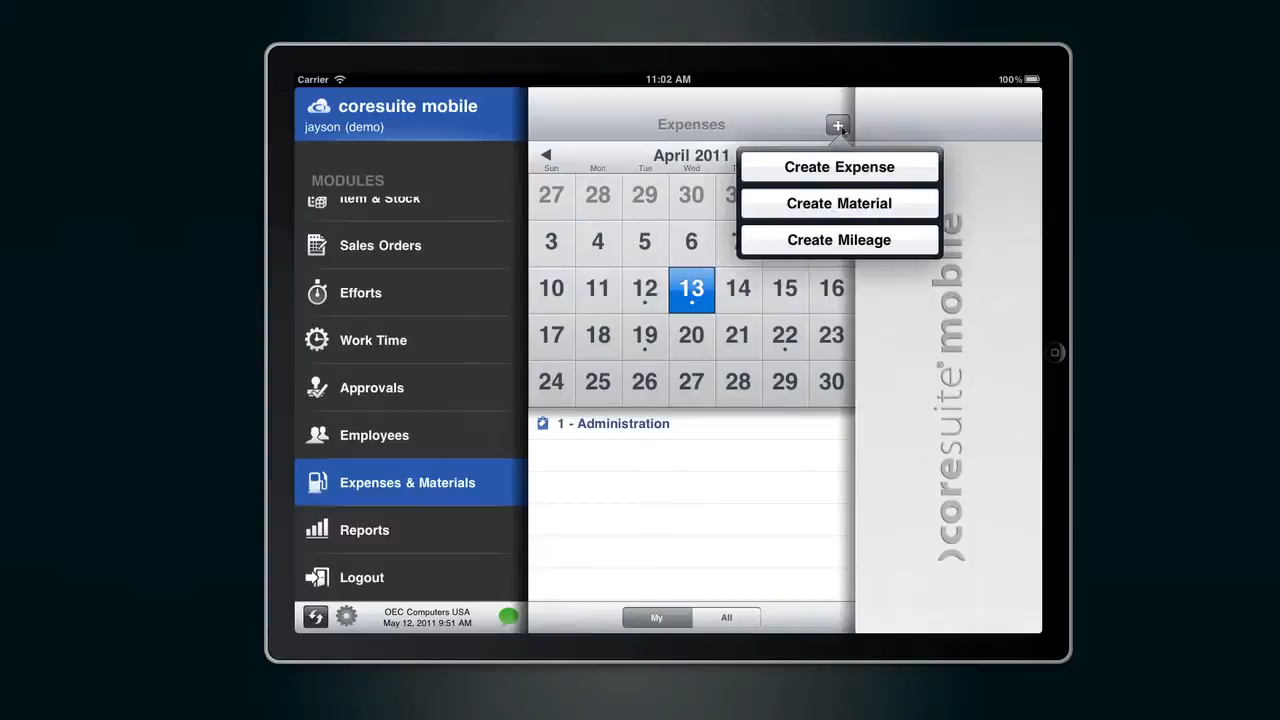 Carrier
11:02 AM
100%
coresuite mobile
jayson (demo)
MODULES
Item & Stock
Sales Orders
Efforts
Work Time
Approvals
Employees
Expenses & Materials
Reports
Logout
OEC Computers USA
May 12, 2011 9:51 AM
Expenses
+
April 2011
Sun Mon Tue Wed
27 28 29 30
3 4 5 6
10 11 12 13 14 15 16
17 18 19 20 21 22 23
24 25 26 27 28 29 30
Create Expense
Create Material
Create Mileage
1 - Administration
My All
coresuite® mobile